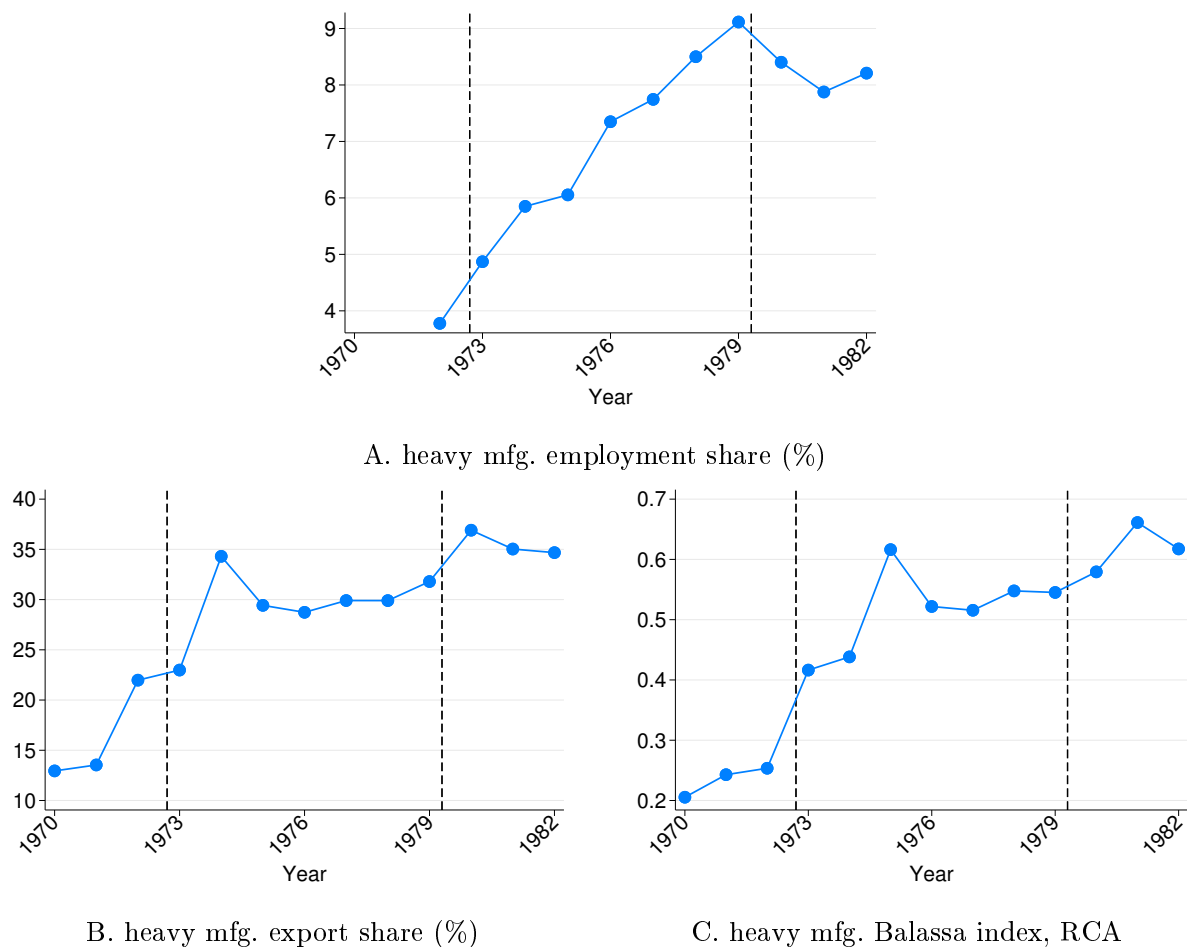 9
8
7
6
5
4
1970 1973 1976 1979 1982
Year
A. heavy mfg. employment share (%)
40
35
30
25
20
15
10
1970 1973 1976 1979 1982
Year
B. heavy mfg. export share (%)
0.7
0.6
0.5
0.4
0.3
0.2
1970 1973 1976 1979 1982
Year
C. heavy mfg. Balassa index, RCA